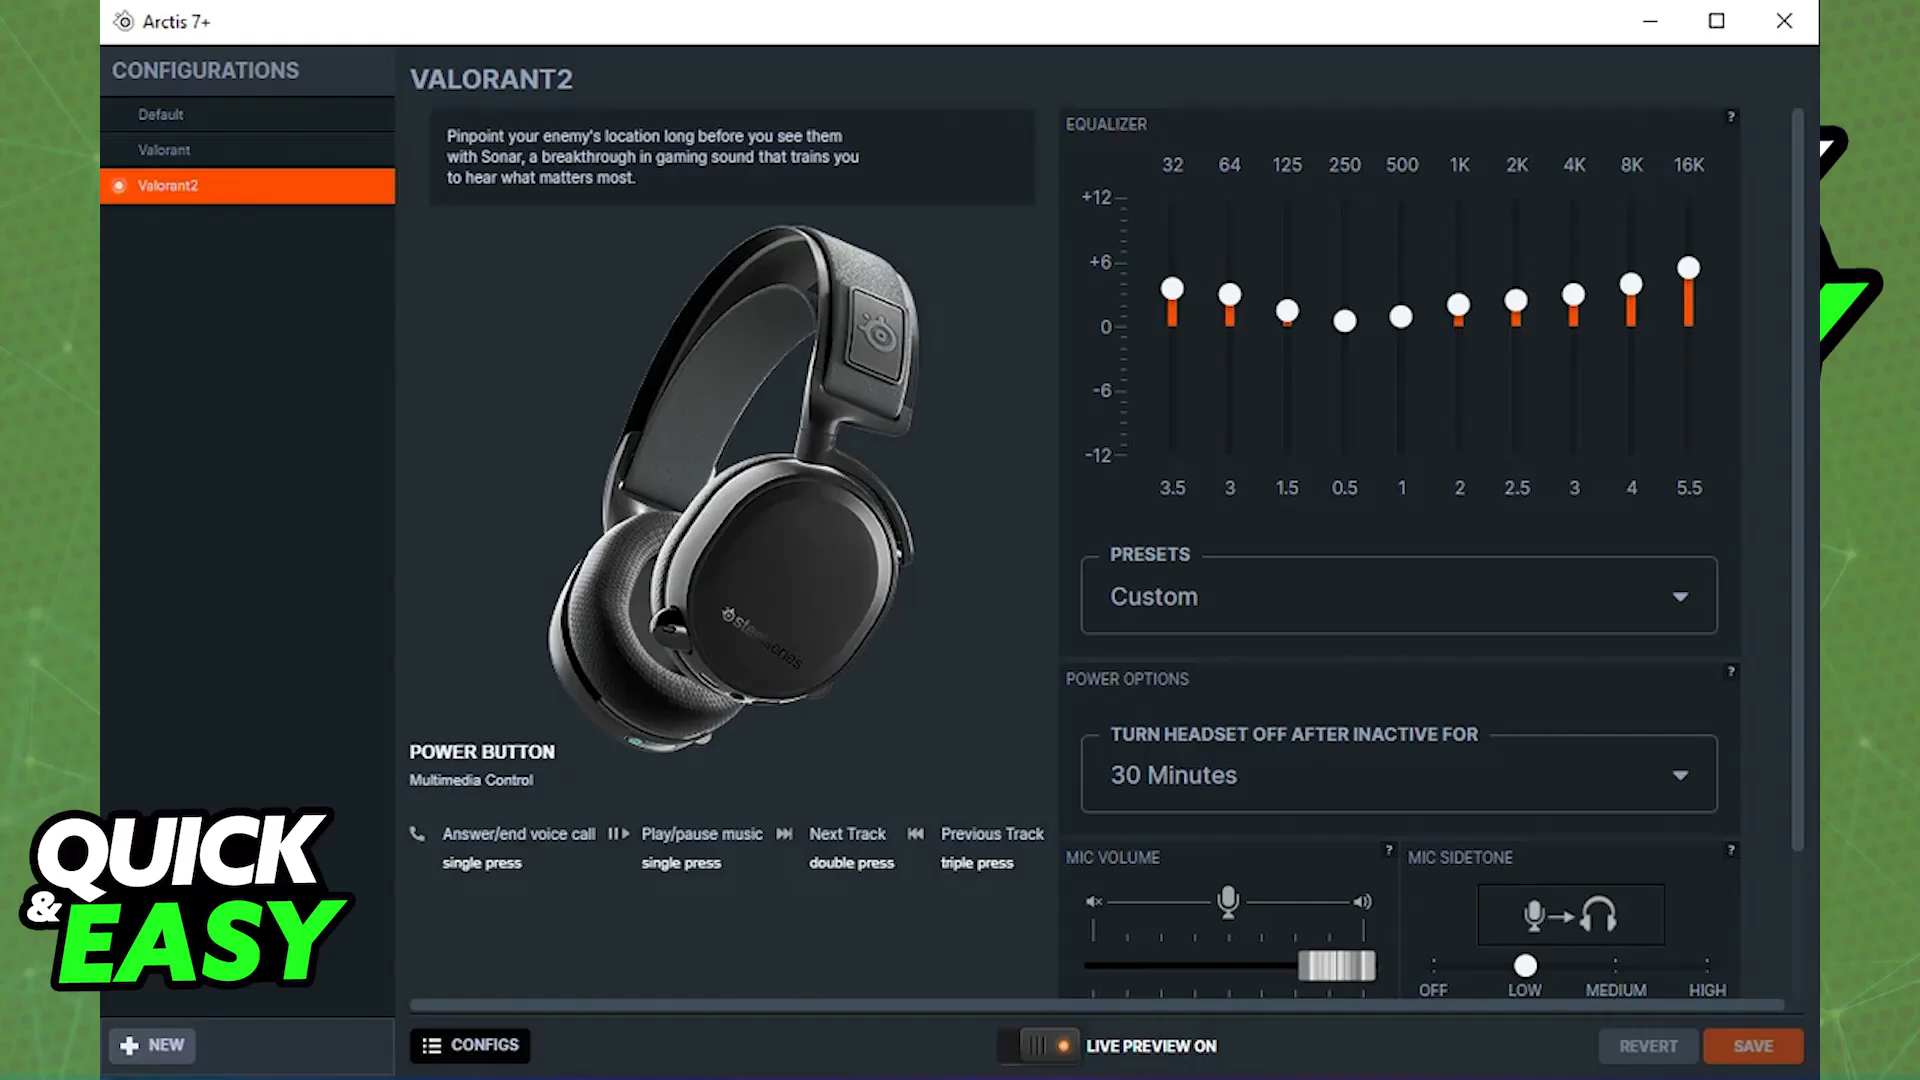 Arctis 7+
CONFIGURATIONS
Default
Valorant
Valorant2
NEW
VALORANT2
Pinpoint your enemy's location long before you see them
with Sonar, a breakthrough in gaming sound that trains you
to hear what matters most.
steelseries
POWER BUTTON
Multimedia Control
Answer/end voice call
single press
Play/pause music
single press
Next Track
double press
Previous Track
triple press
CONFIGS
EQUALIZER ?
32 64 125 250 500 1K 2K 4K 8K 16K
+12
+6
0
-6
-12
3.5 3 1.5 0.5 1 2 2.5 3 4 5.5
PRESETS
Custom
POWER OPTIONS ?
TURN HEADSET OFF AFTER INACTIVE FOR
30 Minutes
MIC VOLUME ?
MIC SIDETONE ?
OFF LOW MEDIUM HIGH
LIVE PREVIEW ON
REVERT SAVE
QUICK
& EASY